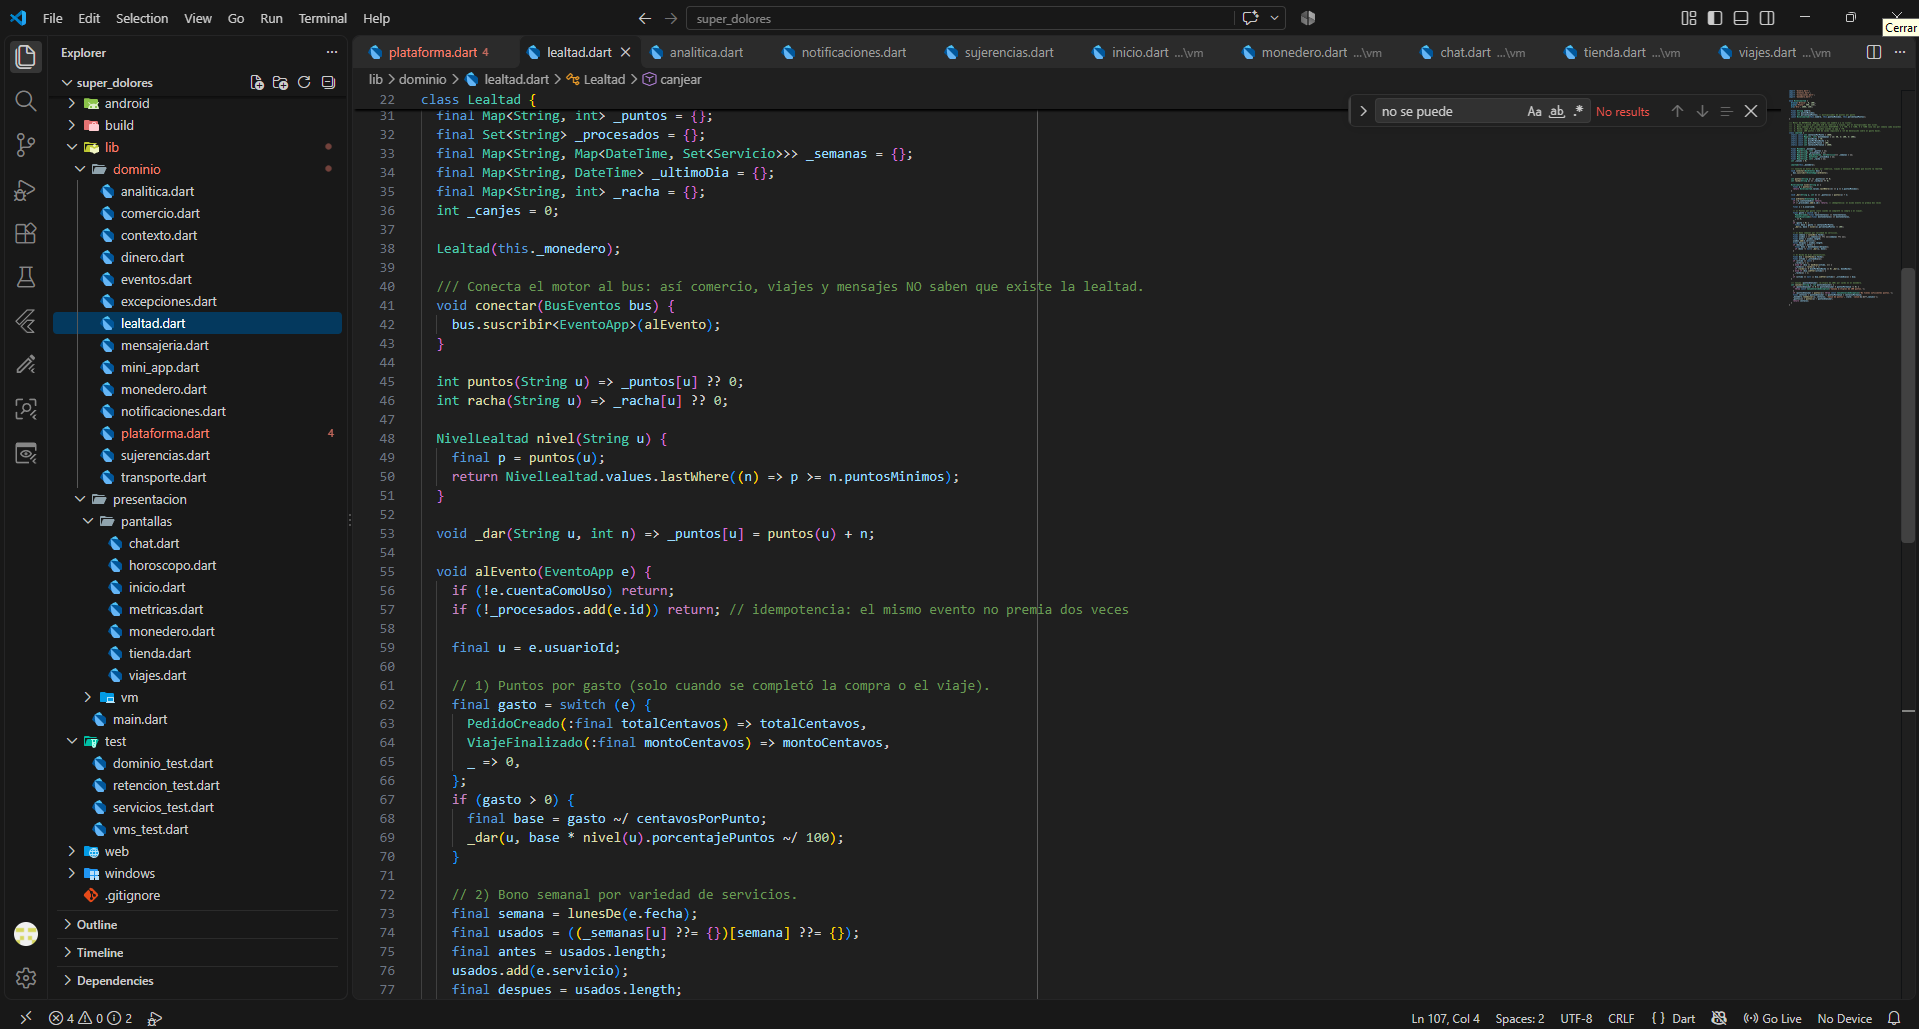 File Edit Selection View Go Run Terminal Help
super_dolores
Cerrar
Explorer
super_dolores
android
build
lib
dominio
analitica.dart
comercio.dart
contexto.dart
dinero.dart
eventos.dart
excepciones.dart
lealtad.dart
mensajeria.dart
mini_app.dart
monedero.dart
notificaciones.dart
plataforma.dart 4
sujerencias.dart
transporte.dart
presentacion
pantallas
chat.dart
horoscopo.dart
inicio.dart
metricas.dart
monedero.dart
tienda.dart
viajes.dart
vm
main.dart
test
dominio_test.dart
retencion_test.dart
servicios_test.dart
vms_test.dart
web
windows
.gitignore
Outline
Timeline
Dependencies
plataforma.dart 4 lealtad.dart analitica.dart notificaciones.dart sujerencias.dart inicio.dart ...\vm monedero.dart ...\vm chat.dart ...\vm tienda.dart ...\vm viajes.dart ...\vm
lib > dominio > lealtad.dart > Lealtad > canjear
no se puede Aa ab .* No results
22 class Lealtad {
31 final Map<String, int> _puntos = {};
32 final Set<String> _procesados = {};
33 final Map<String, Map<DateTime, Set<Servicio>>> _semanas = {};
34 final Map<String, DateTime> _ultimoDia = {};
35 final Map<String, int> _racha = {};
36 int _canjes = 0;
37
38 Lealtad(this._monedero);
39
40 /// Conecta el motor al bus: así comercio, viajes y mensajes NO saben que existe la lealtad.
41 void conectar(BusEventos bus) {
42 bus.suscribir<EventoApp>(alEvento);
43 }
44
45 int puntos(String u) => _puntos[u] ?? 0;
46 int racha(String u) => _racha[u] ?? 0;
47
48 NivelLealtad nivel(String u) {
49 final p = puntos(u);
50 return NivelLealtad.values.lastWhere((n) => p >= n.puntosMinimos);
51 }
52
53 void _dar(String u, int n) => _puntos[u] = puntos(u) + n;
54
55 void alEvento(EventoApp e) {
56 if (!e.cuentaComoUso) return;
57 if (!_procesados.add(e.id)) return; // idempotencia: el mismo evento no premia dos veces
58
59 final u = e.usuarioId;
60
61 // 1) Puntos por gasto (solo cuando se completó la compra o el viaje).
62 final gasto = switch (e) {
63 PedidoCreado(:final totalCentavos) => totalCentavos,
64 ViajeFinalizado(:final montoCentavos) => montoCentavos,
65 _ => 0,
66 };
67 if (gasto > 0) {
68 final base = gasto ~/ centavosPorPunto;
69 _dar(u, base * nivel(u).porcentajePuntos ~/ 100);
70 }
71
72 // 2) Bono semanal por variedad de servicios.
73 final semana = lunesDe(e.fecha);
74 final usados = ((_semanas[u] ??= {})[semana] ??= {});
75 final antes = usados.length;
76 usados.add(e.servicio);
77 final despues = usados.length;
4 0 2
Ln 107, Col 4 Spaces: 2 UTF-8 CRLF { } Dart Go Live No Device